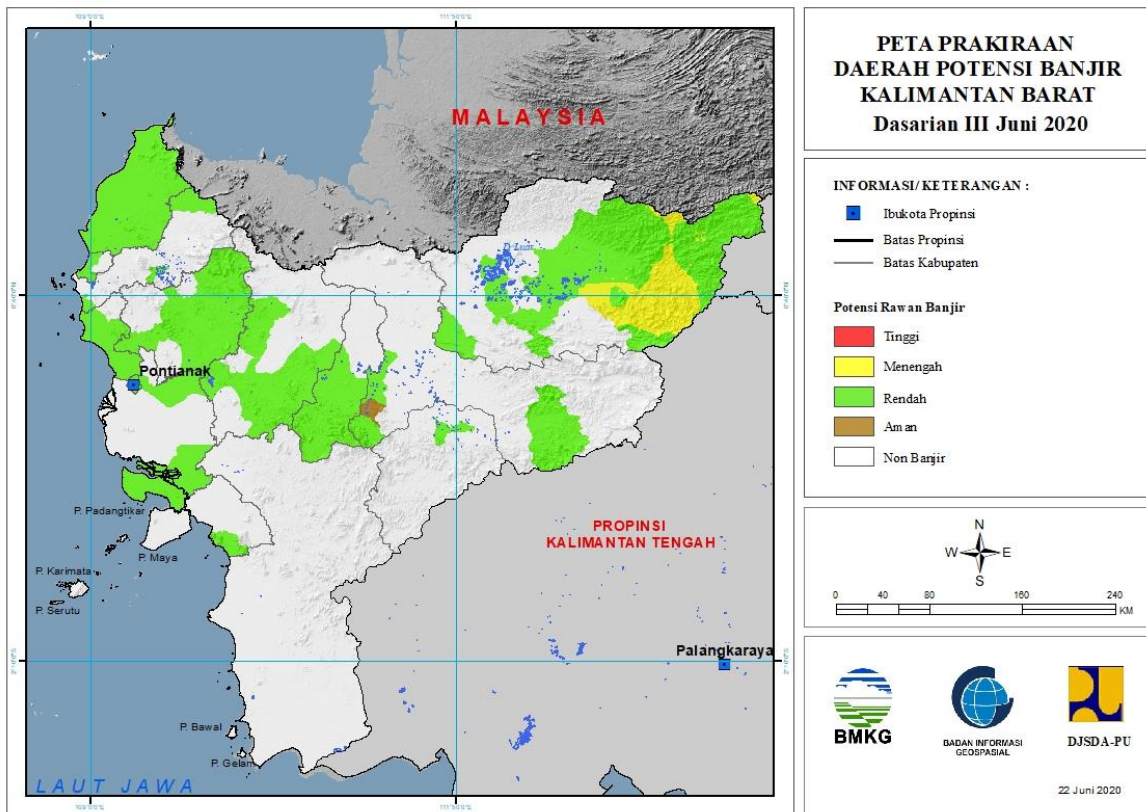 PETA PRAKIRAAN
DAERAH POTENSI BANJIR
KALIMANTAN BARAT
Dasarian III Juni 2020
INFORMASI/ KETERANGAN :
Ibukota Propinsi
Batas Propinsi
Batas Kabupaten
Potensi Rawan Banjir
Tinggi
Menengah
Rendah
Aman
Non Banjir
N
W E
S
0 40 80 160 240
KM
BMKG
BADAN INFORMASI
GEOSPASIAL
DJSDA-PU
22 Juni 2020
MALAYSIA
Pontianak
P. Padangtikar
P. Maya
P. Karimata
P. Serutu
PROPINSI
KALIMANTAN TENGAH
Palangkaraya
P. Bawal
P. Gelam
LAUT JAWA